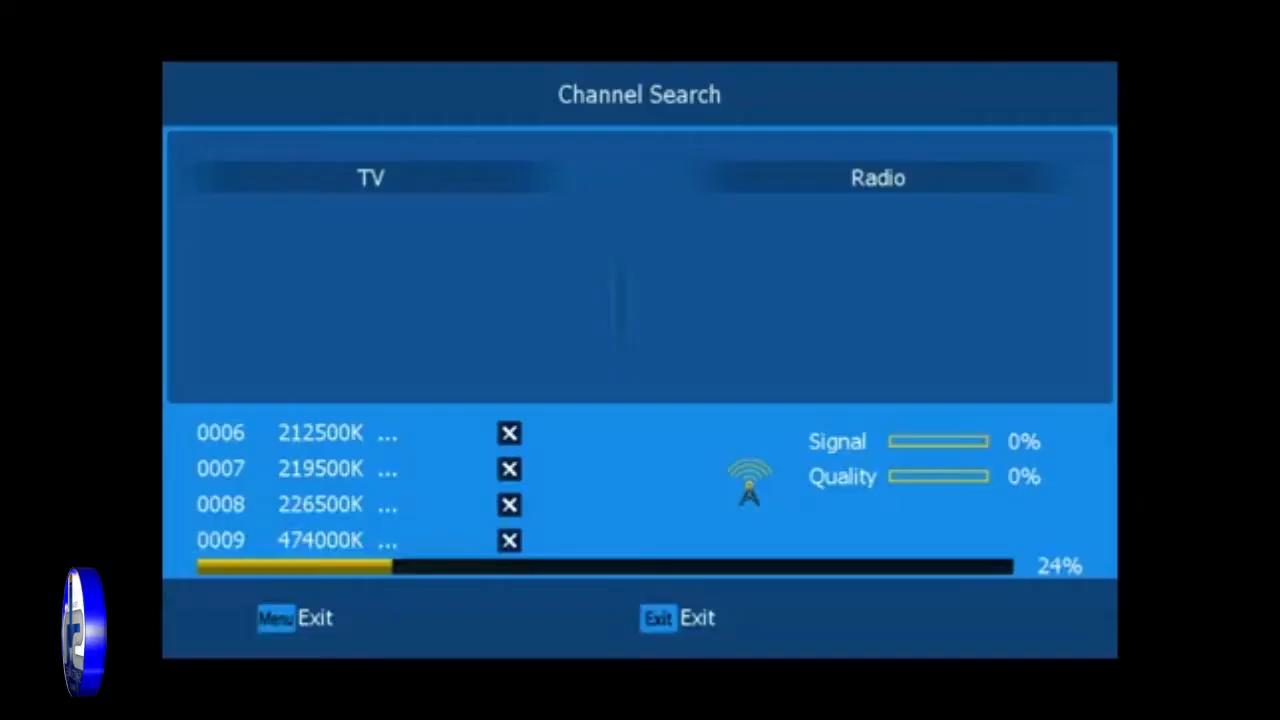 Channel Search
TV
Radio
0006 212500K ...
0007 219500K ...
0008 226500K ...
0009 474000K ...
Signal 0%
Quality 0%
24%
Menu Exit
Exit Exit